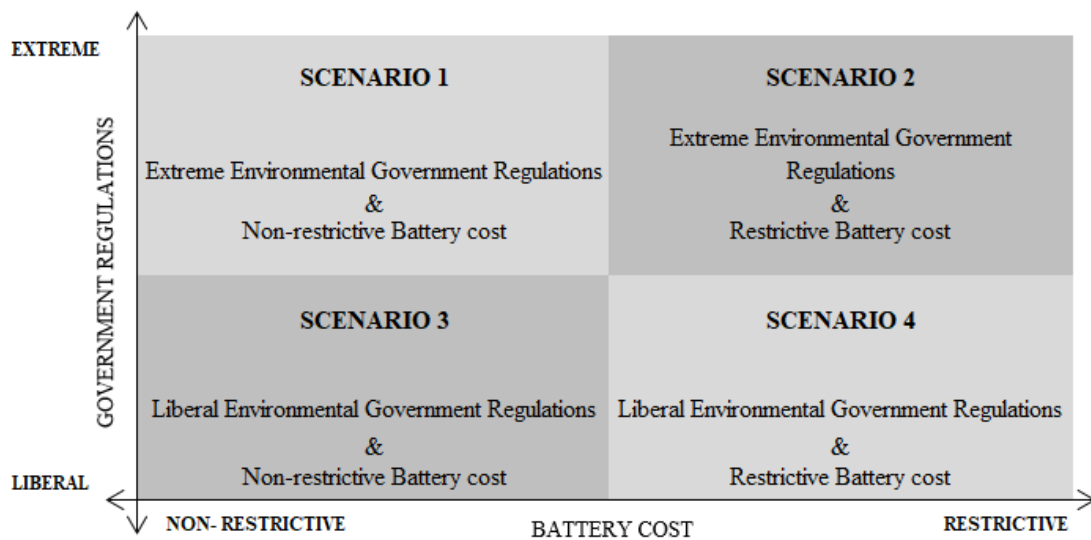 EXTREME
GOVERNMENT REGULATIONS
LIBERAL
SCENARIO 1
Extreme Environmental Government Regulations
&
Non-restrictive Battery cost
SCENARIO 2
Extreme Environmental Government
Regulations
&
Restrictive Battery cost
SCENARIO 3
Liberal Environmental Government Regulations
&
Non-restrictive Battery cost
SCENARIO 4
Liberal Environmental Government Regulations
&
Restrictive Battery cost
NON- RESTRICTIVE
BATTERY COST
RESTRICTIVE